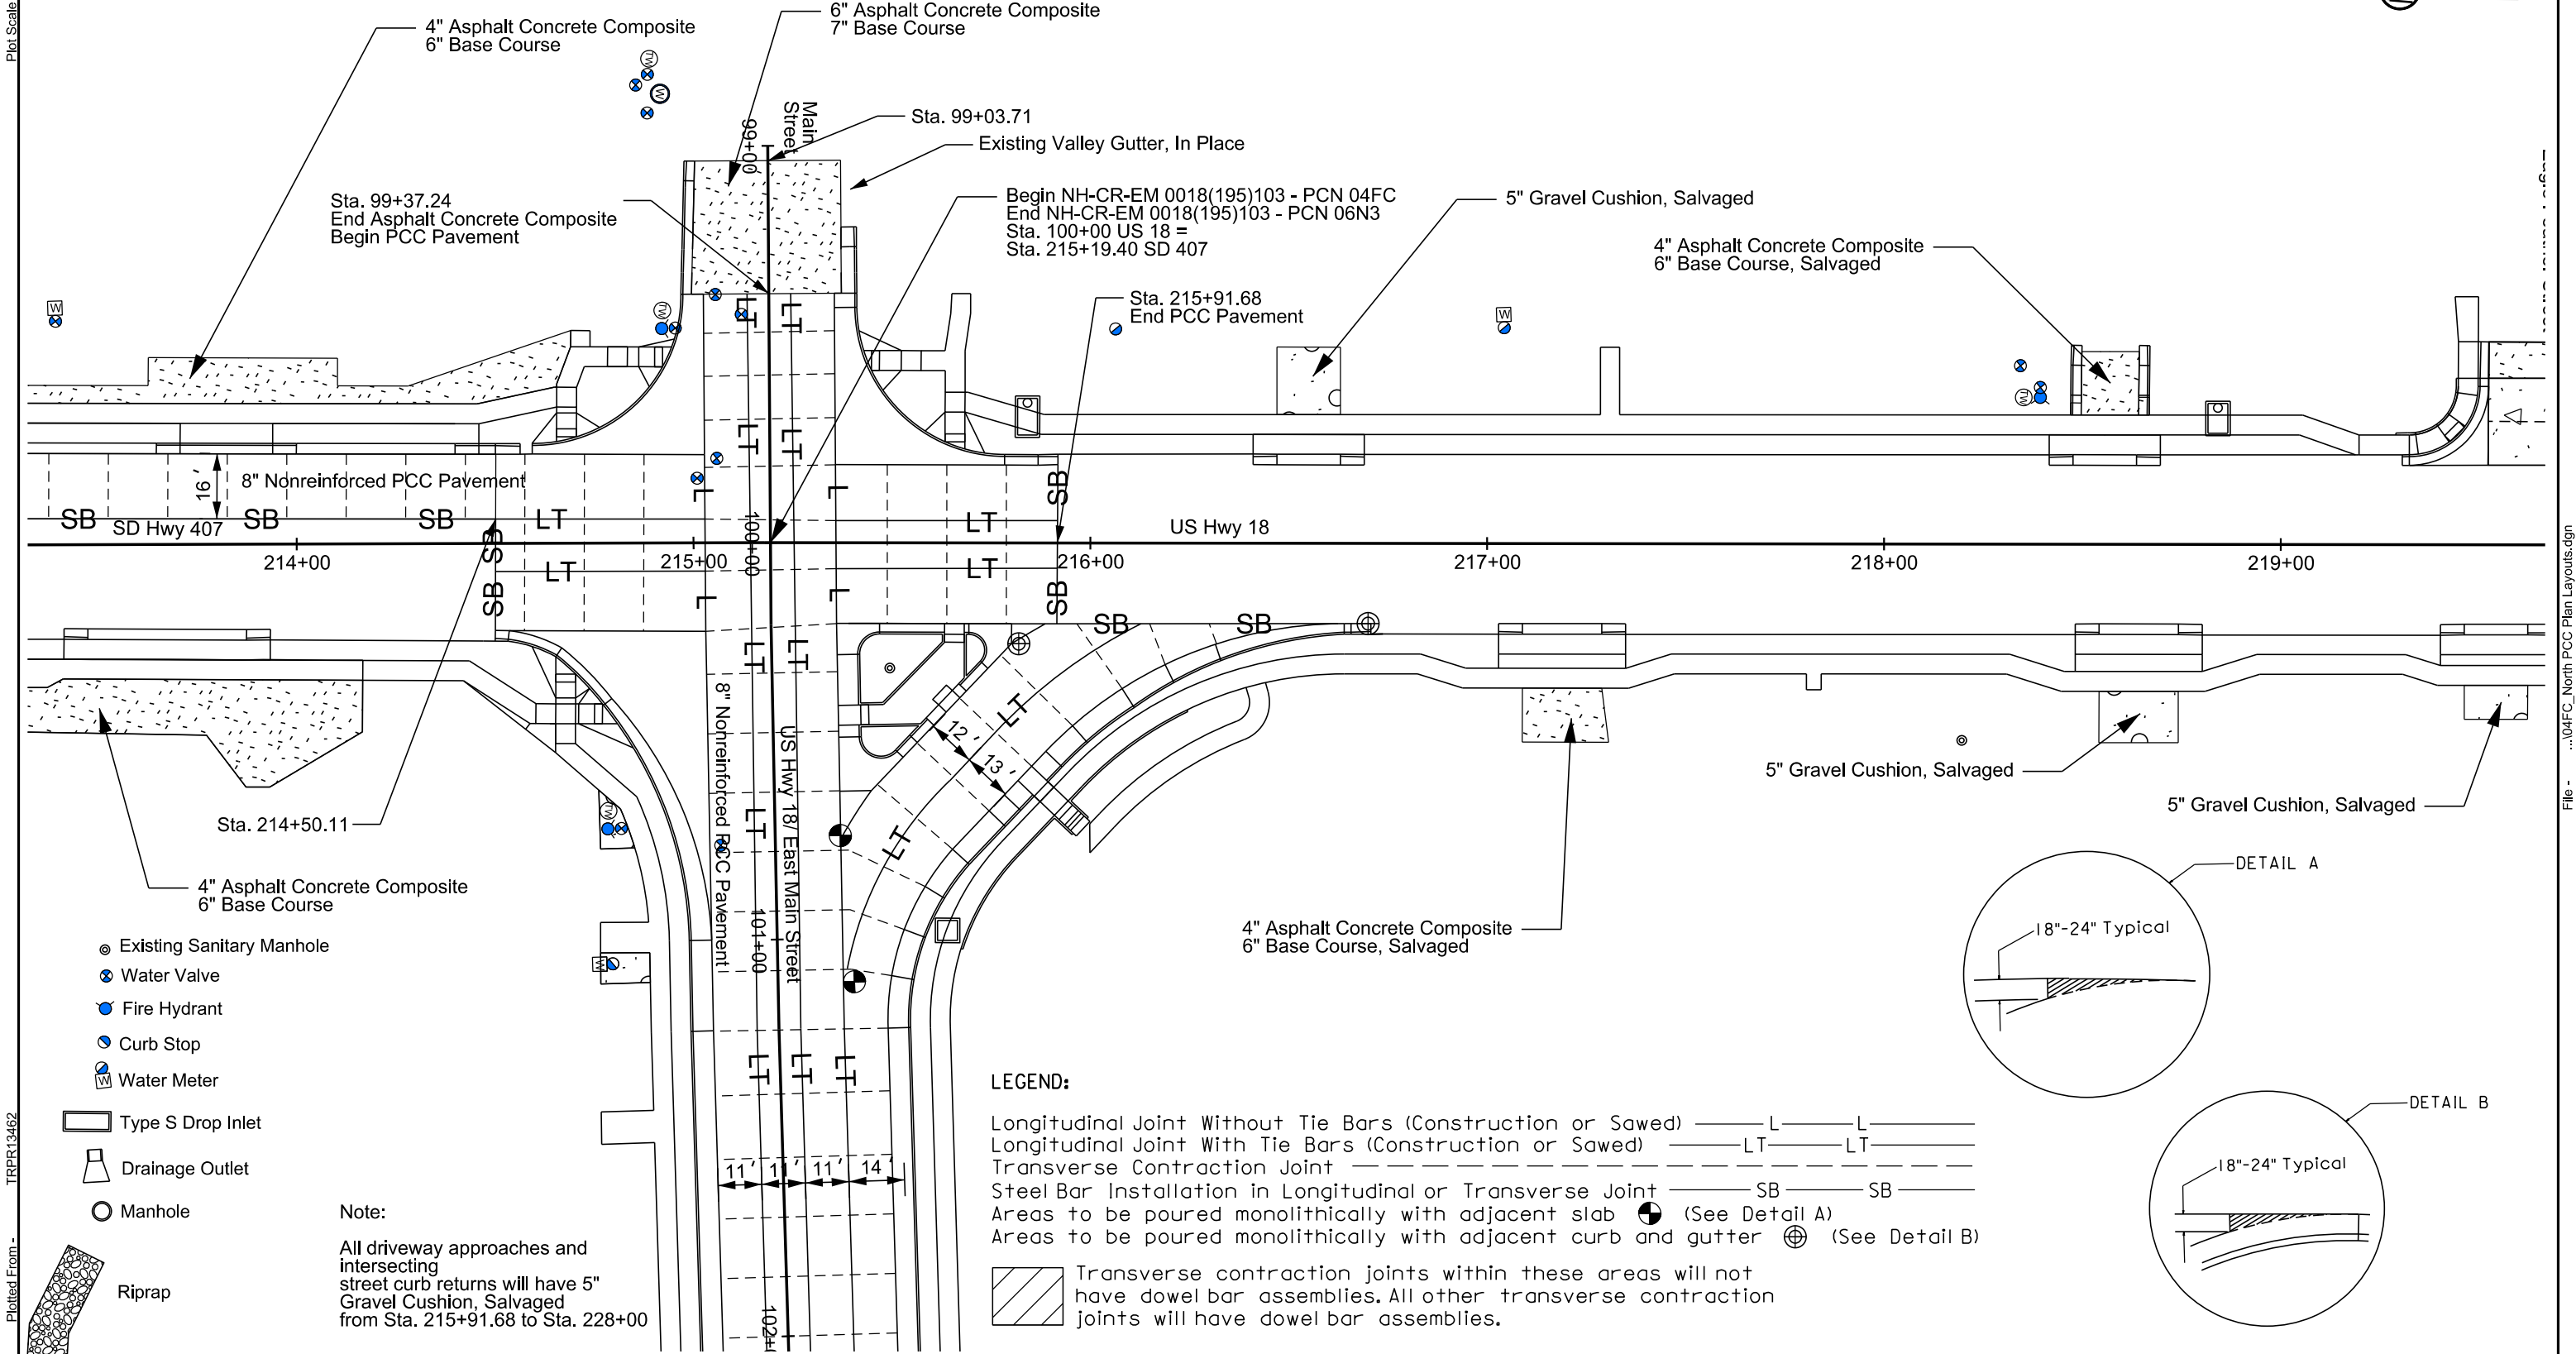 Plot Scale
4" Asphalt Concrete Composite
6" Base Course
6" Asphalt Concrete Composite
7" Base Course
Main
Street
99+00
Sta. 99+03.71
Existing Valley Gutter, In Place
Sta. 99+37.24
End Asphalt Concrete Composite
Begin PCC Pavement
Begin NH-CR-EM 0018(195)103 - PCN 04FC
End NH-CR-EM 0018(195)103 - PCN 06N3
Sta. 100+00 US 18 =
Sta. 215+19.40 SD 407
5" Gravel Cushion, Salvaged
4" Asphalt Concrete Composite
6" Base Course, Salvaged
Sta. 215+91.68
End PCC Pavement
W
W
W
LT
LT
LT
LT
16'
8" Nonreinforced PCC Pavement
L
L
SB
SB
SB
SB
LT
LT
SD Hwy 407
US Hwy 18
SB
214+00
215+00
100+00
216+00
217+00
218+00
219+00
LT
LT
SB
L
L
SB
SB
SB
LT
LT
LT
12'
13'
8" Nonreinforced PCC Pavement
US Hwy 18/ East Main Street
5" Gravel Cushion, Salvaged
5" Gravel Cushion, Salvaged
Sta. 214+50.11
LT
LT
4" Asphalt Concrete Composite
6" Base Course
4" Asphalt Concrete Composite
6" Base Course, Salvaged
101+00
W
DETAIL A
18"-24" Typical
Existing Sanitary Manhole
Water Valve
Fire Hydrant
Curb Stop
W
Water Meter
Type S Drop Inlet
Drainage Outlet
Manhole
Riprap
LT
LT
LT
11'
11'
11'
14'
102+
Note:
All driveway approaches and
intersecting
street curb returns will have 5"
Gravel Cushion, Salvaged
from Sta. 215+91.68 to Sta. 228+00
LEGEND:
Longitudinal Joint Without Tie Bars (Construction or Sawed) L L
Longitudinal Joint With Tie Bars (Construction or Sawed) LT LT
Transverse Contraction Joint
Steel Bar Installation in Longitudinal or Transverse Joint SB SB
Areas to be poured monolithically with adjacent slab (See Detail A)
Areas to be poured monolithically with adjacent curb and gutter (See Detail B)
Transverse contraction joints within these areas will not
have dowel bar assemblies. All other transverse contraction
joints will have dowel bar assemblies.
DETAIL B
18"-24" Typical
TRPR13462
Plotted From -
File - ...\04FC_North PCC Plan Layouts.dgn